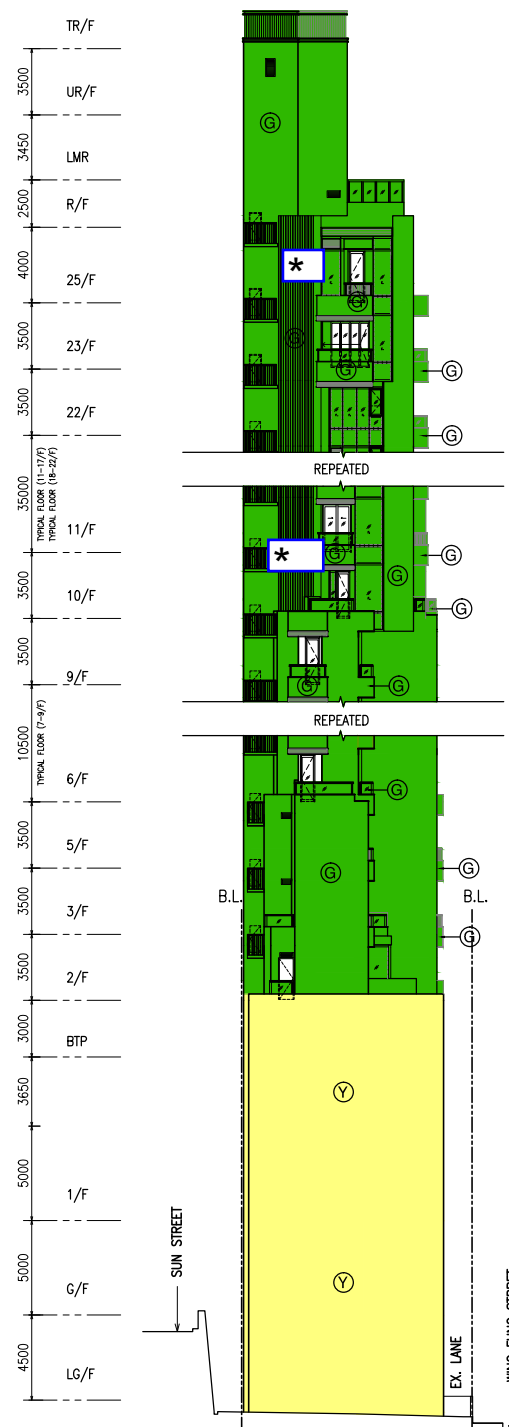 TR/F
3500
UR/F
G
3450
LMR
2500
R/F
*
4000
25/F
G
G
3500
23/F
G
G
3500
22/F
G
REPEATED
35000
TYPICAL FLOOR (11-17/F)
TYPICAL FLOOR (18-22/F)
11/F
*
G
G
3500
10/F
G
G
3500
9/F
G
G
REPEATED
10500
TYPICAL FLOOR (7-9/F)
6/F
G
3500
5/F
G
G
3500
3/F
B.L.
B.L.
G
3500
2/F
3000
BTP
3650
Y
5000
1/F
SUN STREET
5000
G/F
Y
4500
LG/F
EX. LANE